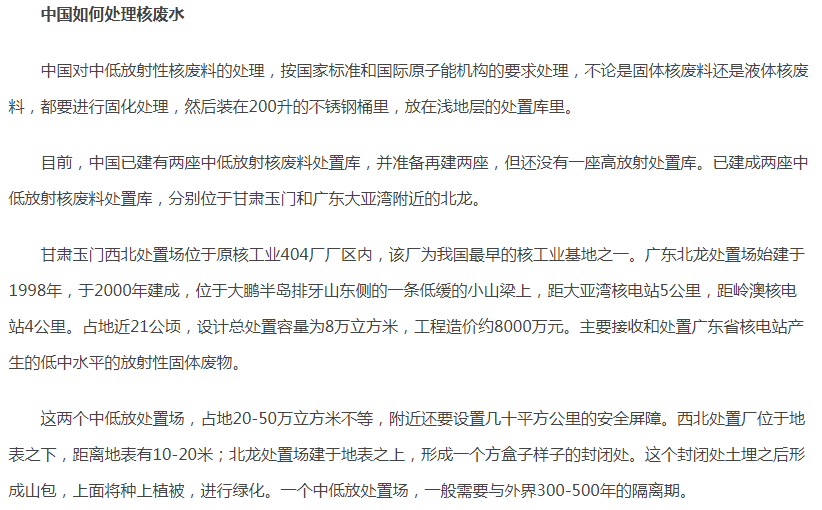 中国如何处理核废水
中国对中低放射性核废料的处理，按国家标准和国际原子能机构的要求处理，不论是固体核废料还是液体核废
料，都要进行固化处理，然后装在200升的不锈钢桶里，放在浅地层的处置库里。
目前，中国已建有两座中低放射核废料处置库，并准备再建两座，但还没有一座高放射处置库。已建成两座中
低放射核废料处置库，分别位于甘肃玉门和广东大亚湾附近的北龙。
甘肃玉门西北处置场位于原核工业404厂厂区内，该厂为我国最早的核工业基地之一。广东北龙处置场始建于
1998年，于2000年建成，位于大鹏半岛排牙山东侧的一条低缓的小山梁上，距大亚湾核电站5公里，距岭澳核电
站4公里。占地近21公顷，设计总处置容量为8万立方米，工程造价约8000万元。主要接收和处置广东省核电站产
生的低中水平的放射性固体废物。
这两个中低放处置场，占地20-50万立方米不等，附近还要设置几十平方公里的安全屏障。西北处置厂位于地
表之下，距离地表有10-20米；北龙处置场建于地表之上，形成一个方盒子样子的封闭处。这个封闭处土埋之后形
成山包，上面将种上植被，进行绿化。一个中低放处置场，一般需要与外界300-500年的隔离期。